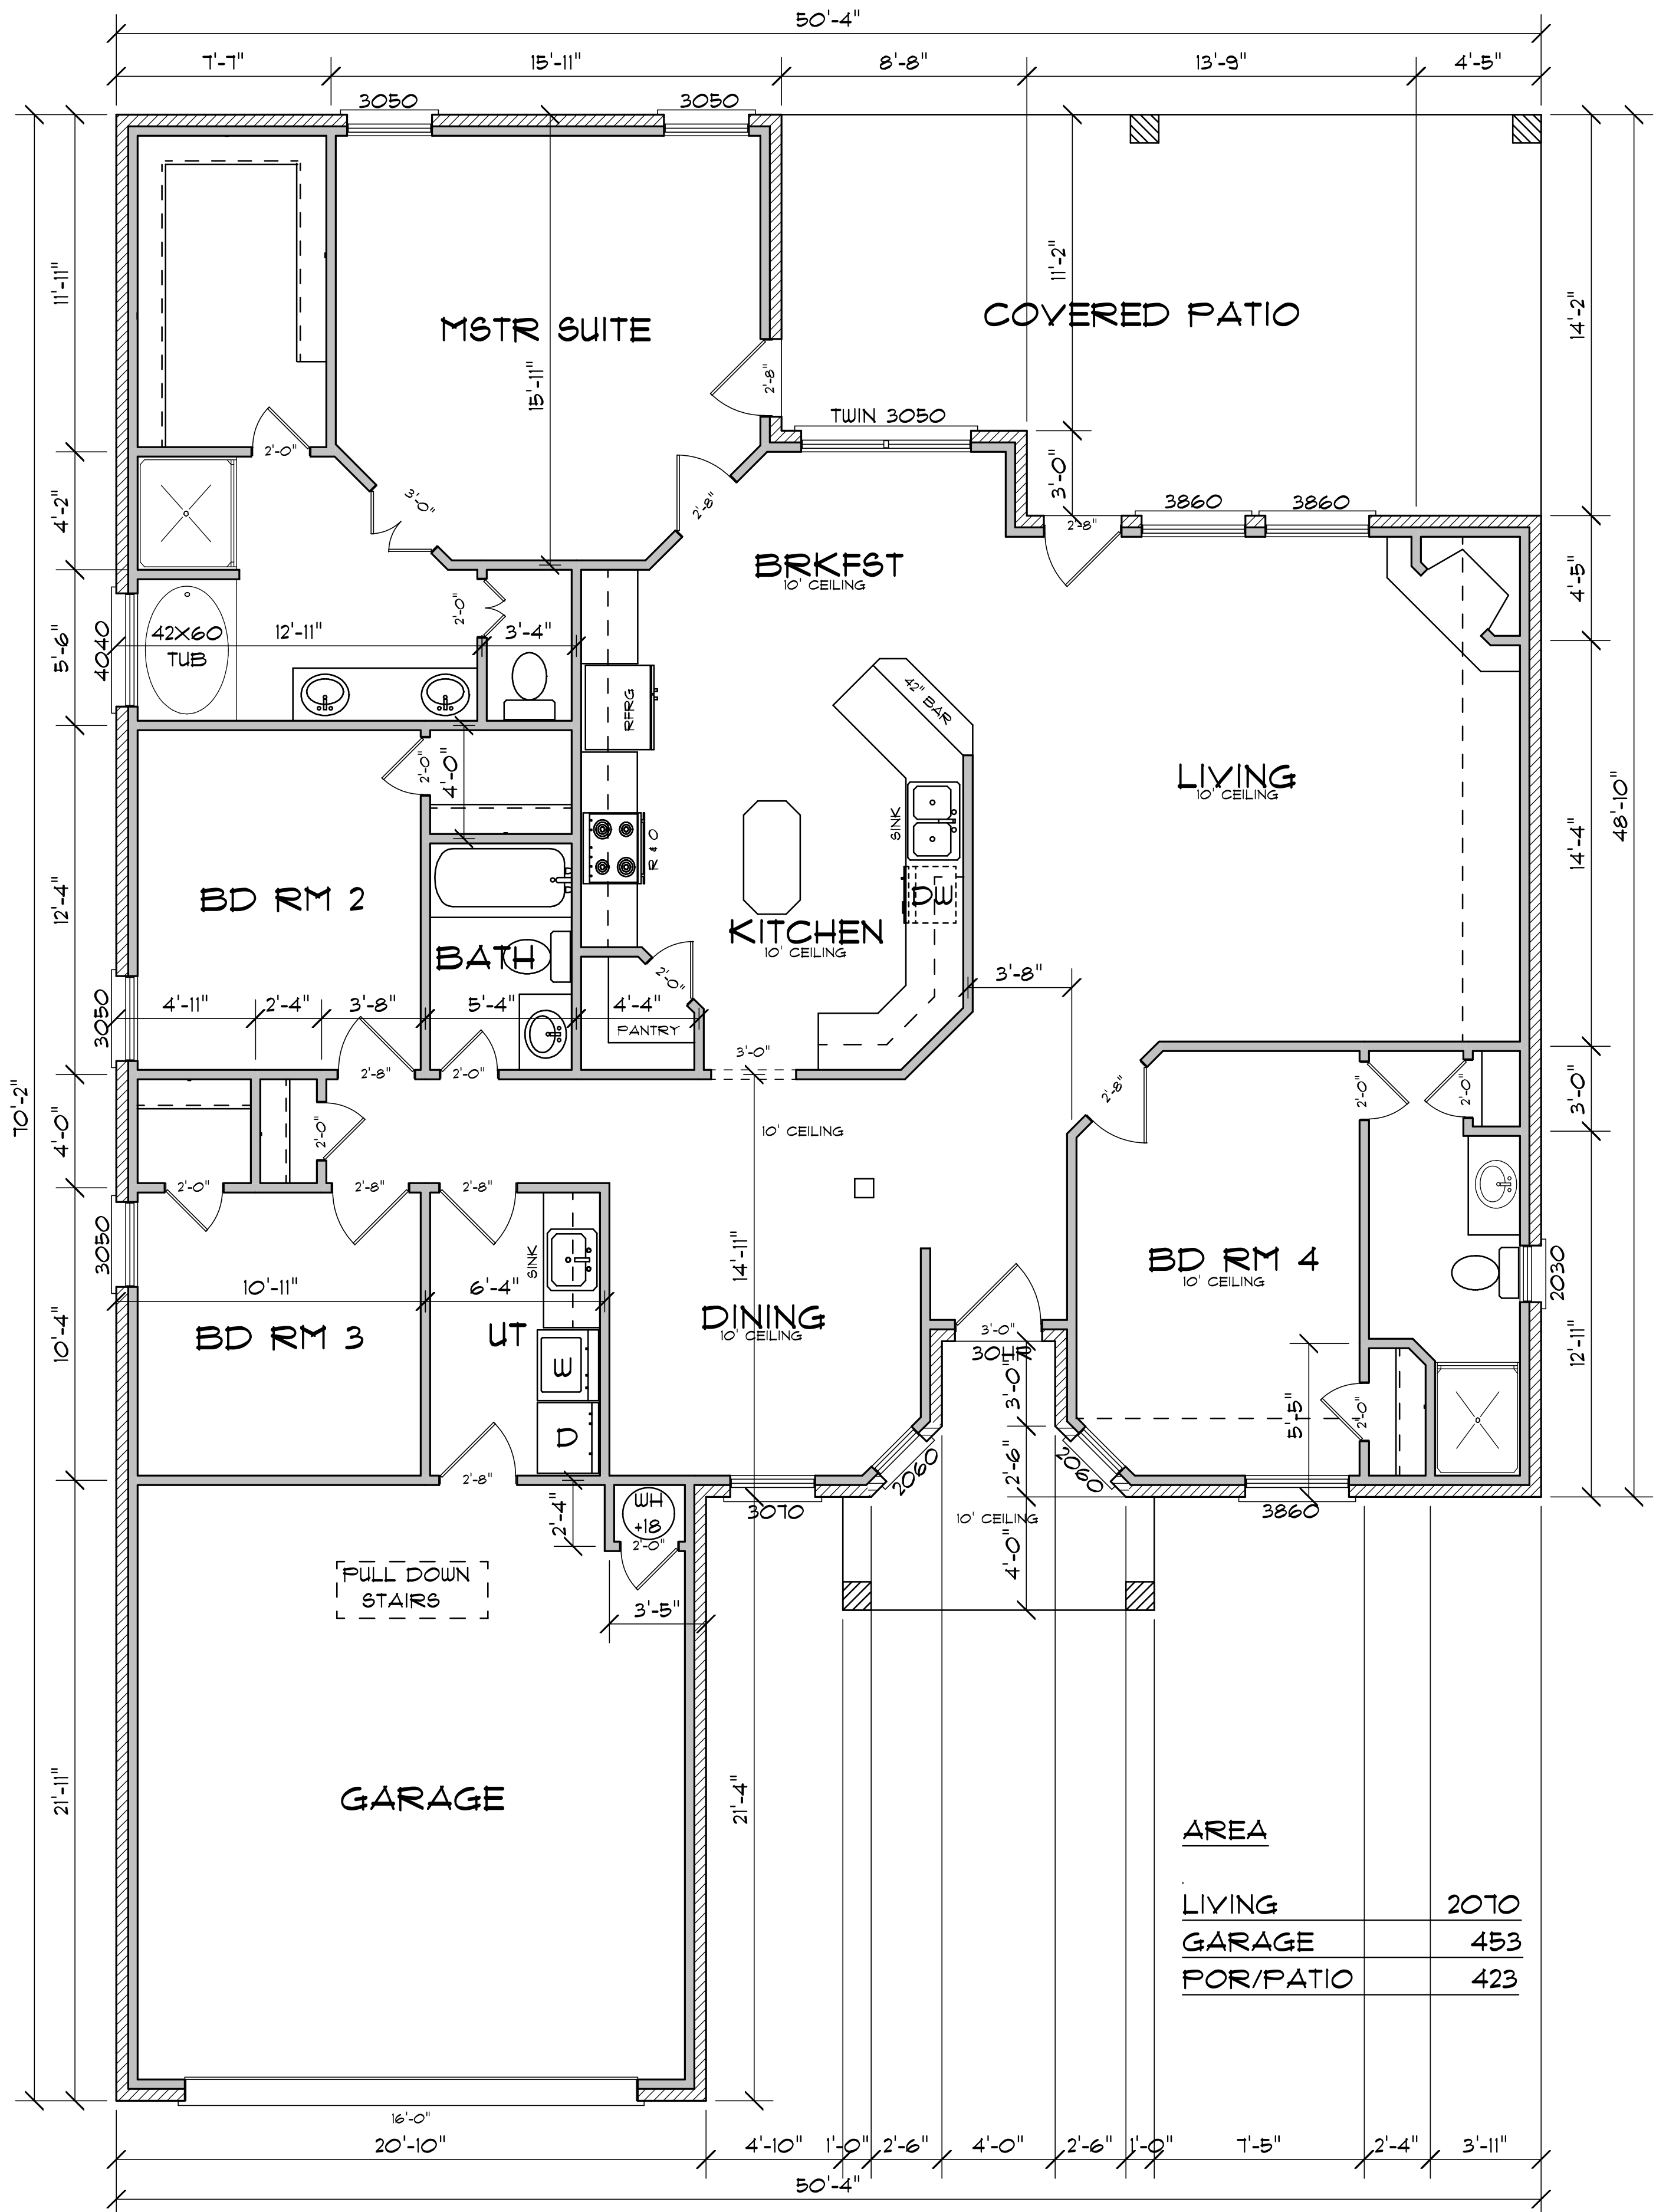 50'-4"
7'-7" 15'-11" 8'-8" 13'-9" 4'-5"
3050 3050
11'-11"
11'-2"
14'-2"
MSTR SUITE
COVERED PATIO
15'-11"
2'-8"
TWIN 3050
2'-0"
3'-0"
2'-8"
3'-0"
2'-8"
3860 3860
4'-2"
BRKFST
10' CEILING
4'-5"
4040
5'-6"
42X60
TUB
12'-11"
2'-0"
3'-4"
RFRG
42" BAR
2'-0"
4'-0"
LIVING
10' CEILING
48'-10"
14'-4"
SINK
R & O
DW
12'-4"
BD RM 2
BATH
KITCHEN
10' CEILING
3'-8"
3050
4'-11" 2'-4" 3'-8" 5'-4" 4'-4"
2'-0"
PANTRY
3'-0"
2'-8" 2'-0"
70'-2"
4'-0"
2'-0"
10' CEILING
2'-8"
2'-0" 2'-0"
3'-0"
2'-0" 2'-8" 2'-8"
3050
SINK
14'-11"
BD RM 4
10' CEILING
2030
10'-11" 6'-4"
10'-4"
BD RM 3
UT
W
D
DINING
10' CEILING
3'-0"
30HR
3'-0"
12'-11"
5'-5"
2'-0"
2'-8"
2060
2'-6"
2060
3070
3860
2'-4"
WH
+18
2'-0"
10' CEILING
4'-0"
PULL DOWN
STAIRS
3'-5"
21'-11"
GARAGE
21'-4"
AREA
LIVING 2070
GARAGE 453
POR/PATIO 423
16'-0"
20'-10" 4'-10" 1'-0" 2'-6" 4'-0" 2'-6" 1'-0" 7'-5" 2'-4" 3'-11"
50'-4"